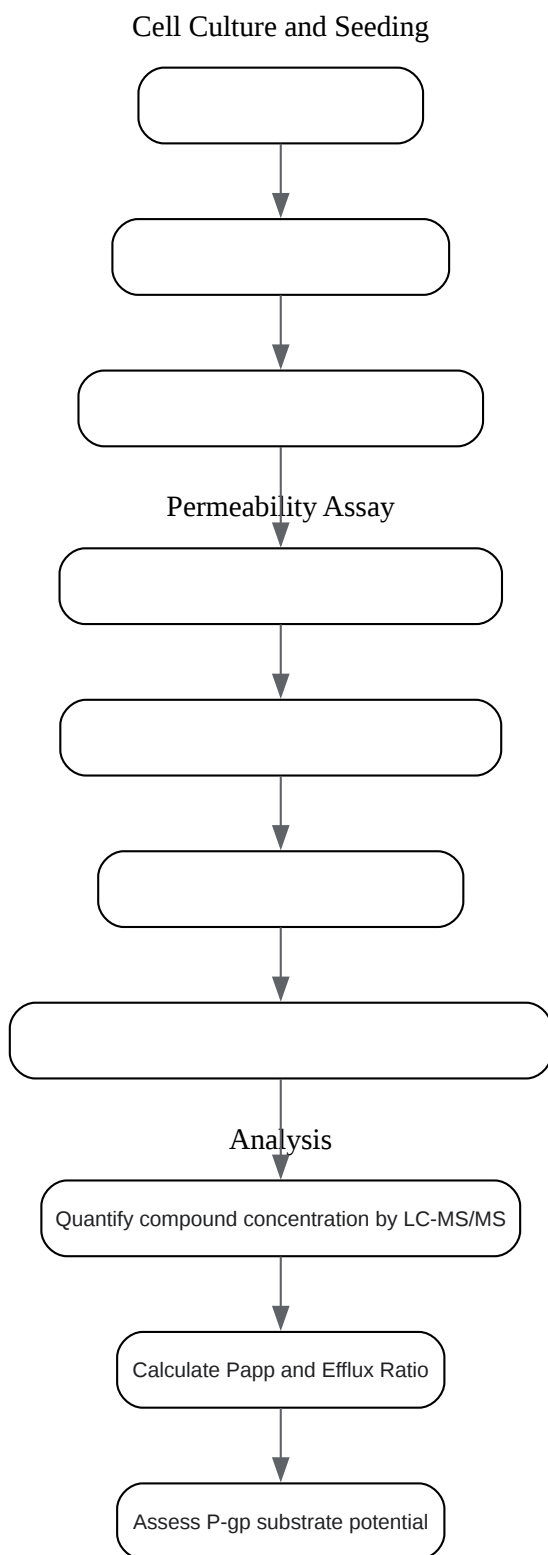 Cell Culture and Seeding
Permeability Assay
Analysis
Quantify compound concentration by LC-MS/MS
Calculate Papp and Efflux Ratio
Assess P-gp substrate potential